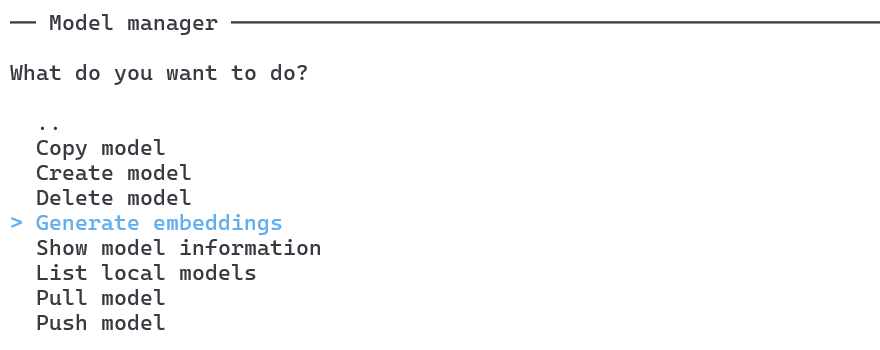 Model manager
What do you want to do?
..
Copy model
Create model
Delete model
> Generate embeddings
Show model information
List local models
Pull model
Push model